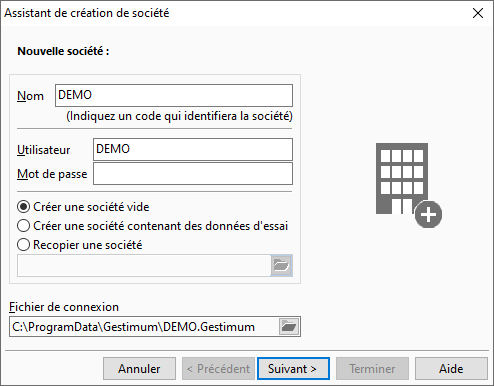 Assistant de création de société
Nouvelle société :
Nom DEMO
(Indiquez un code qui identifiera la société)
Utilisateur DEMO
Mot de passe
Créer une société vide
Créer une société contenant des données d'essai
Recopier une société
Fichier de connexion
C:\ProgramData\Gestimum\DEMO.Gestimum
Annuler < Précédent Suivant > Terminer Aide